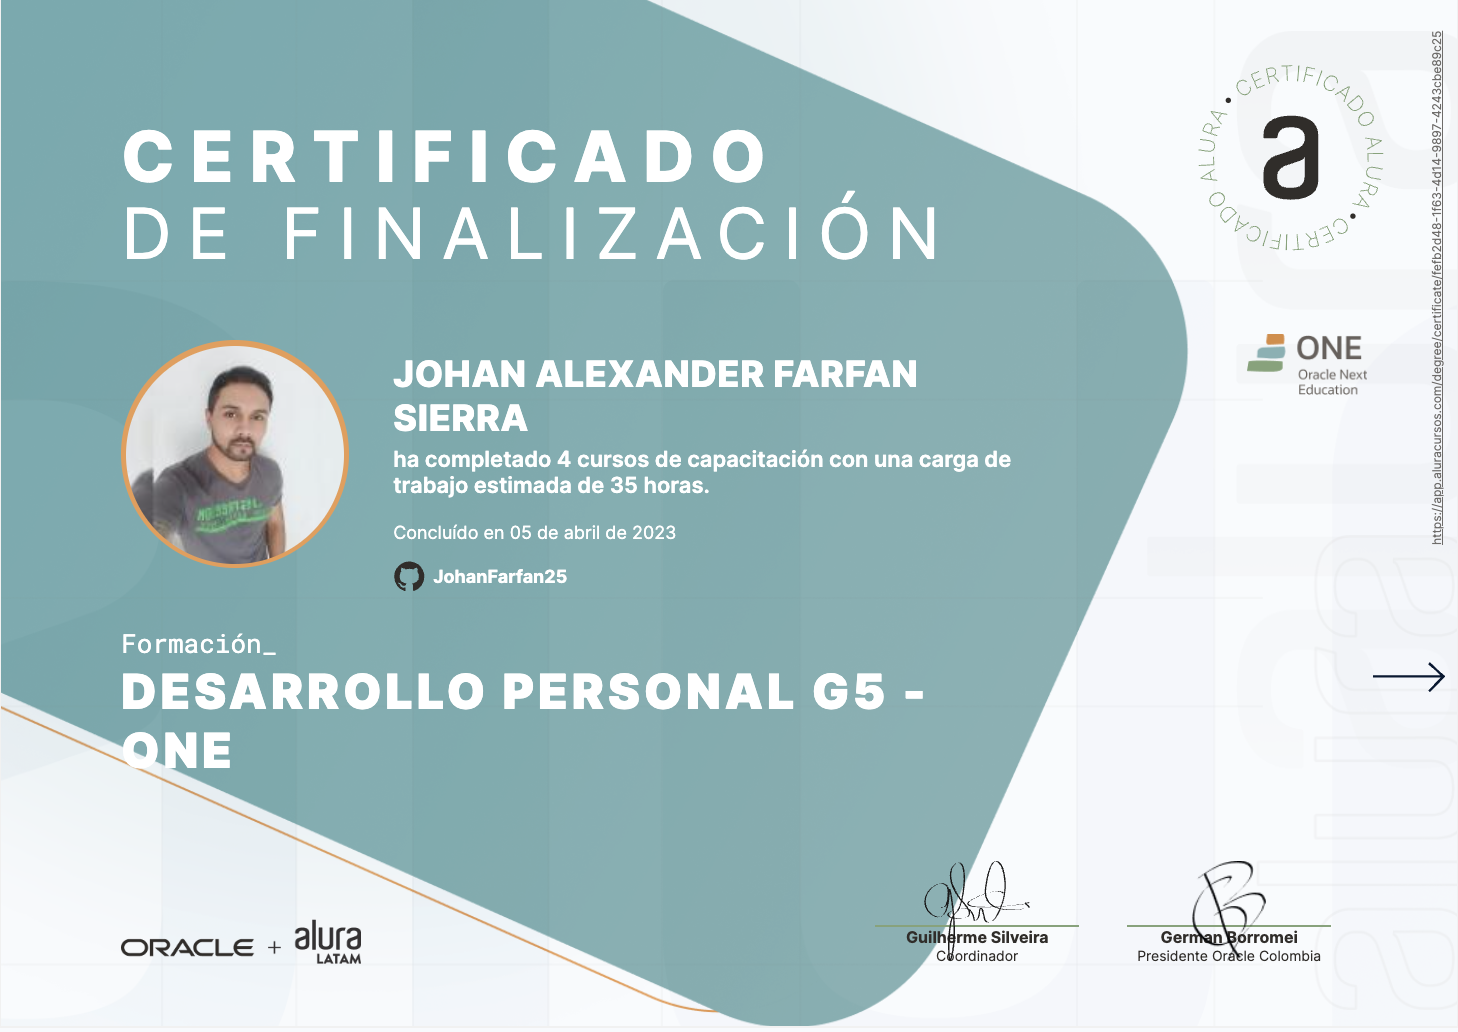 CERTIFICADO
DE FINALIZACIÓN
CERTIFICADO ALURA • CERTIFICADO ALURA •
a
ONE
Oracle Next
Education
https://app.aluracursos.com/degree/certificate/fefb2d48-1f63-4d14-9897-4243cbe89c25
JOHAN ALEXANDER FARFAN
SIERRA
ha completado 4 cursos de capacitación con una carga de
trabajo estimada de 35 horas.
Concluído en 05 de abril de 2023
JohanFarfan25
Formación_
DESARROLLO PERSONAL G5 -
ONE
ORACLE + alura
LATAM
Guilherme Silveira
Coordinador
German Borromei
Presidente Oracle Colombia
alura